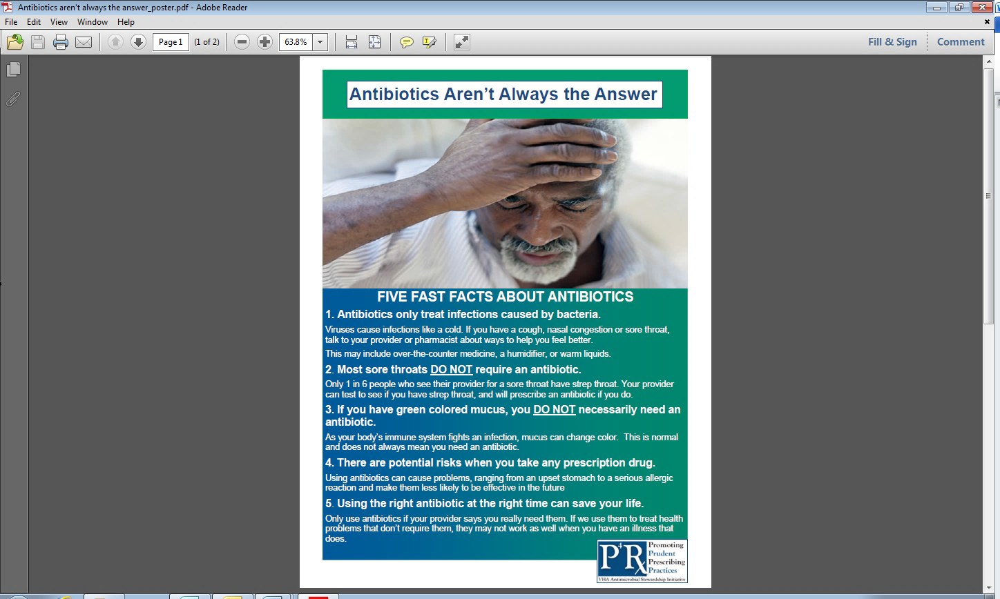 Antibiotics aren't always the answer_poster.pdf - Adobe Reader
File Edit View Window Help
Page 1 (1 of 2) 63.8% Fill & Sign Comment
Antibiotics Aren't Always the Answer
FIVE FAST FACTS ABOUT ANTIBIOTICS
1. Antibiotics only treat infections caused by bacteria.
Viruses cause infections like a cold. If you have a cough, nasal congestion or sore throat,
talk to your provider or pharmacist about ways to help you feel better.
This may include over-the-counter medicine, a humidifier, or warm liquids.
2. Most sore throats DO NOT require an antibiotic.
Only 1 in 6 people who see their provider for a sore throat have strep throat. Your provider
can test to see if you have strep throat, and will prescribe an antibiotic if you do.
3. If you have green colored mucus, you DO NOT necessarily need an
antibiotic.
As your body's immune system fights an infection, mucus can change color.  This is normal
and does not always mean you need an antibiotic.
4. There are potential risks when you take any prescription drug.
Using antibiotics can cause problems, ranging from an upset stomach to a serious allergic
reaction and make them less likely to be effective in the future
5. Using the right antibiotic at the right time can save your life.
Only use antibiotics if your provider says you really need them. If we use them to treat health
problems that don't require them, they may not work as well when you have an illness that
does.
P4Rx
Promoting
Prudent
Prescribing
Practices
VHA Antimicrobial Stewardship Initiative